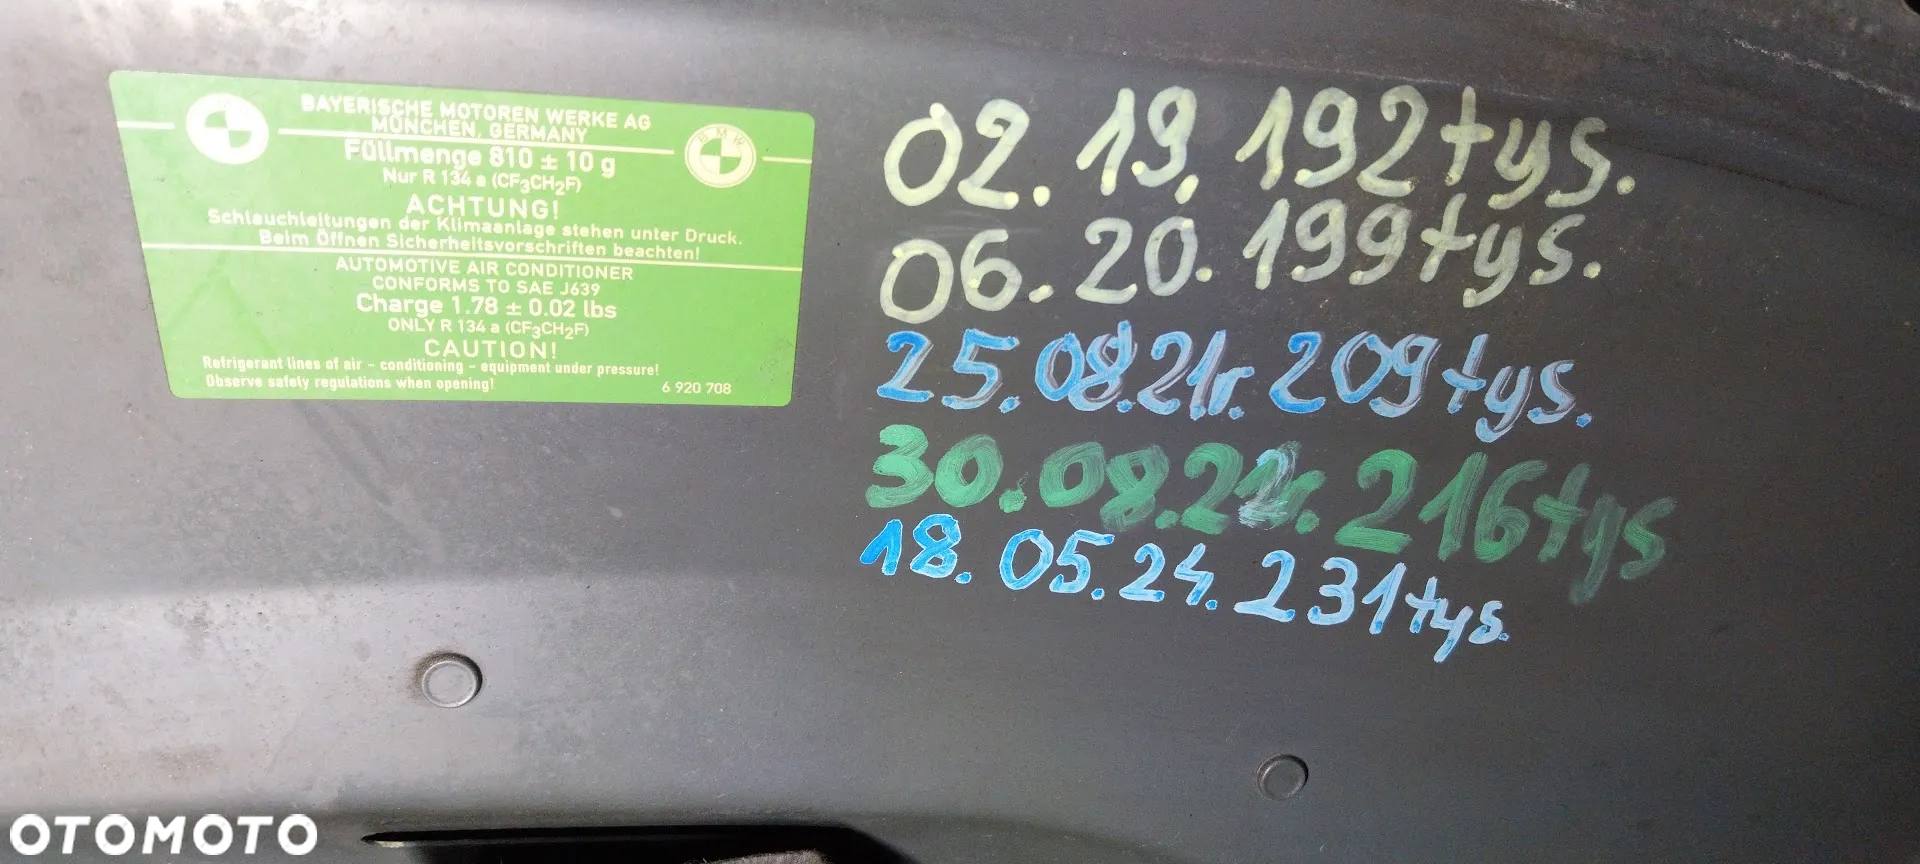 BAYERISCHE MOTOREN WERKE AG
MÜNCHEN, GERMANY
BMW
Füllmenge 810 ± 10 g
Nur R 134 a (CF3CH2F)
ACHTUNG!
Schlauchleitungen der Klimaanlage stehen unter Druck.
Beim Öffnen Sicherheitsvorschriften beachten!
AUTOMOTIVE AIR CONDITIONER
CONFORMS TO SAE J639
Charge 1.78 ± 0.02 lbs
ONLY R 134 a (CF3CH2F)
CAUTION!
Refrigerant lines of air - conditioning - equipment under pressure!
Observe safety regulations when opening!
6 920 708
02. 19, 192tys.
06. 20. 199tys.
25.08.21r. 209tys.
30.08.22r. 216tys
18. 05.24. 231tys.
OTOMOTO